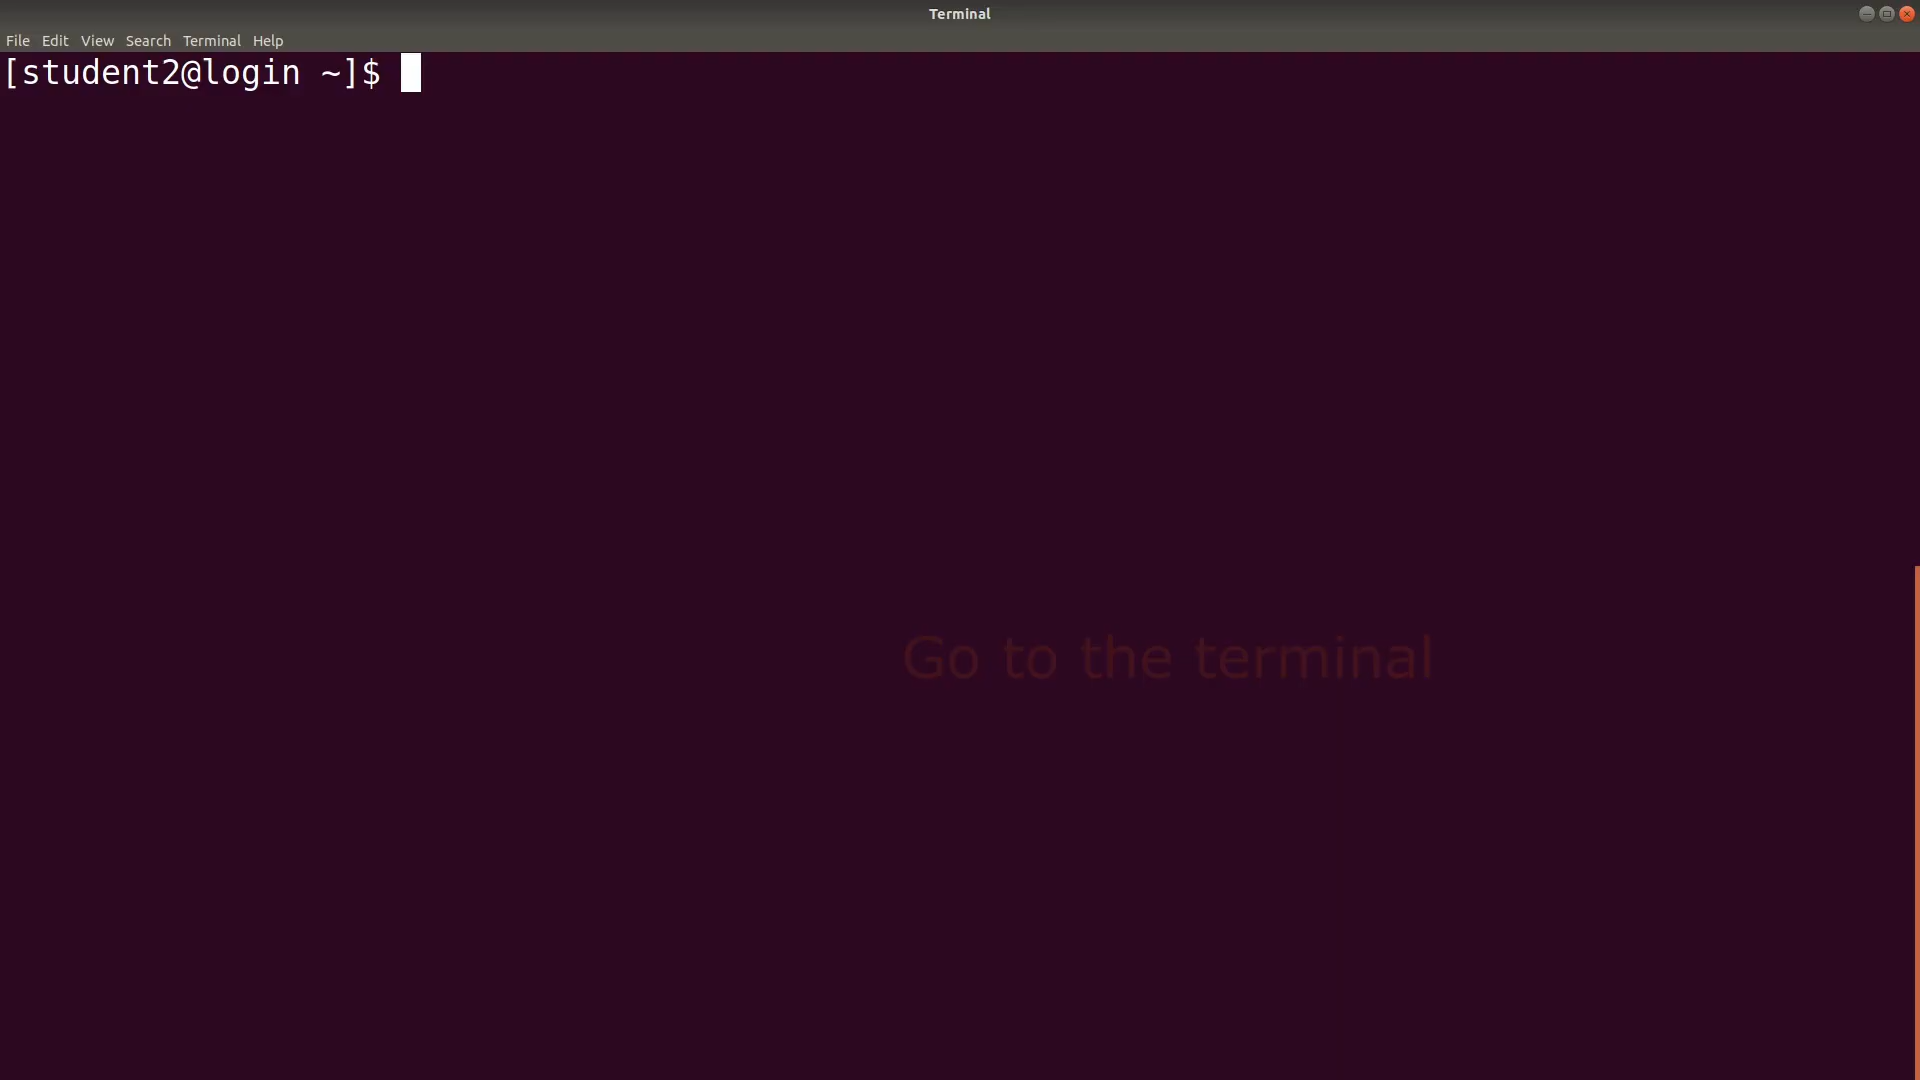 Terminal
File Edit View Search Terminal Help
[student2@login ~]$
Go to the terminal